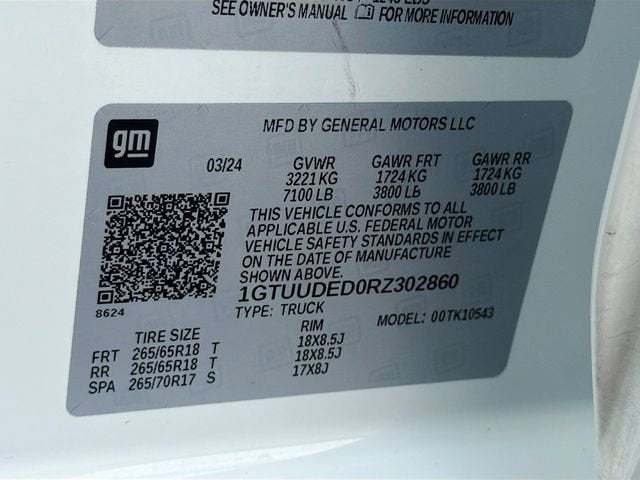 SEE OWNER'S MANUAL FOR MORE INFORMATION
gm
MFD BY GENERAL MOTORS LLC
03/24 GVWR GAWR FRT GAWR RR
3221 KG 1724 KG 1724 KG
7100 LB 3800 LB 3800 LB
THIS VEHICLE CONFORMS TO ALL
APPLICABLE U.S. FEDERAL MOTOR
VEHICLE SAFETY STANDARDS IN EFFECT
ON THE DATE OF MANUFACTURE
SHOWN ABOVE.
1GTUUDED0RZ302860
8624
TYPE: TRUCK MODEL: 00TK10543
TIRE SIZE RIM
FRT 265/65R18 T 18X8.5J
RR 265/65R18 T 18X8.5J
SPA 265/70R17 S 17X8J